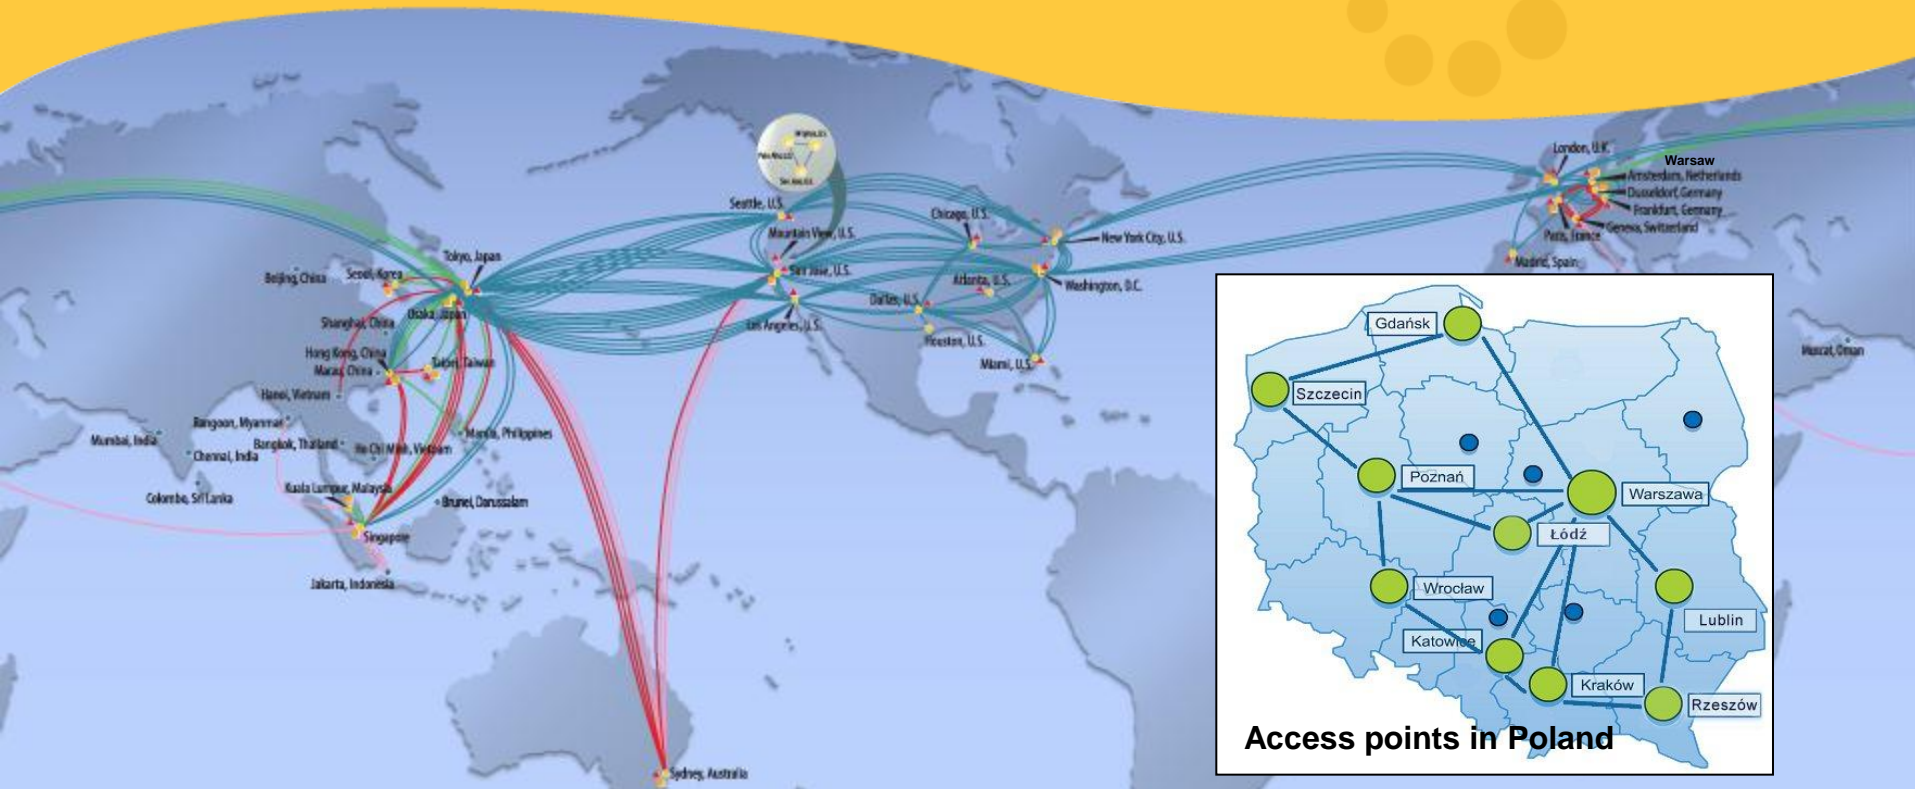 London, U.K.
Warsaw
Amsterdam, Netherlands
Dusseldorf, Germany
Frankfurt, Germany
Geneva, Switzerland
Paris, France
Madrid, Spain
Seattle, U.S.
Chicago, U.S.
Mountain View, U.S.
New York City, U.S.
Tokyo, Japan
San Jose, U.S.
Beijing, China
Seoul, Korea
Atlanta, U.S.
Washington, D.C.
Dallas, U.S.
Osaka, Japan
Shanghai, China
Los Angeles, U.S.
Houston, U.S.
Hong Kong, China
Macau, China
Taipei, Taiwan
Miami, U.S.
Muscat, Oman
Hanoi, Vietnam
Rangoon, Myanmar
Mumbai, India
Bangkok, Thailand
Manila, Philippines
Chennai, India
Ho Chi Minh, Vietnam
Kuala Lumpur, Malaysia
Colombo, Sri Lanka
Brunei, Darussalam
Singapore
Jakarta, Indonesia
Sydney, Australia
Gdańsk
Szczecin
Poznań
Warszawa
Łódź
Wrocław
Lublin
Katowice
Kraków
Rzeszów
Access points in Poland